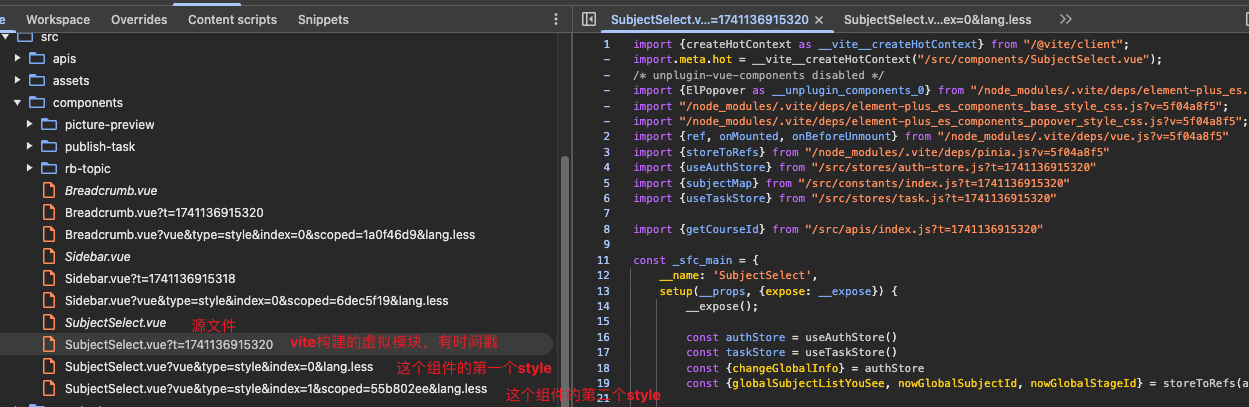 e
Workspace
Overrides
Content scripts
Snippets
src
apis
assets
components
picture-preview
publish-task
rb-topic
Breadcrumb.vue
Breadcrumb.vue?t=1741136915320
Breadcrumb.vue?vue&type=style&index=0&scoped=1a0f46d9&lang.less
Sidebar.vue
Sidebar.vue?t=1741136915318
Sidebar.vue?vue&type=style&index=0&scoped=6dec5f19&lang.less
SubjectSelect.vue 源文件
SubjectSelect.vue?t=1741136915320 vite构建的虚拟模块，有时间戳
SubjectSelect.vue?vue&type=style&index=0&lang.less 这个组件的第一个style
SubjectSelect.vue?vue&type=style&index=1&scoped=55b802ee&lang.less 这个组件的第二个style
SubjectSelect.v...=1741136915320 ×
SubjectSelect.v...ex=0&lang.less
1 import {createHotContext as __vite__createHotContext} from "/@vite/client";
- import.meta.hot = __vite__createHotContext("/src/components/SubjectSelect.vue");
- /* unplugin-vue-components disabled */
- import {ElPopover as __unplugin_components_0} from "/node_modules/.vite/deps/element-plus_es.
- import "/node_modules/.vite/deps/element-plus_es_components_base_style_css.js?v=5f04a8f5";
- import "/node_modules/.vite/deps/element-plus_es_components_popover_style_css.js?v=5f04a8f5";
2 import {ref, onMounted, onBeforeUnmount} from "/node_modules/.vite/deps/vue.js?v=5f04a8f5"
3 import {storeToRefs} from "/node_modules/.vite/deps/pinia.js?v=5f04a8f5"
4 import {useAuthStore} from "/src/stores/auth-store.js?t=1741136915320"
5 import {subjectMap} from "/src/constants/index.js?t=1741136915320"
6 import {useTaskStore} from "/src/stores/task.js?t=1741136915320"
7
8 import {getCourseId} from "/src/apis/index.js?t=1741136915320"
9
11 const _sfc_main = {
12 __name: 'SubjectSelect',
13 setup(__props, {expose: __expose}) {
14 __expose();
15
16 const authStore = useAuthStore()
17 const taskStore = useTaskStore()
18 const {changeGlobalInfo} = authStore
19 const {globalSubjectListYouSee, nowGlobalSubjectId, nowGlobalStageId} = storeToRefs(a
21